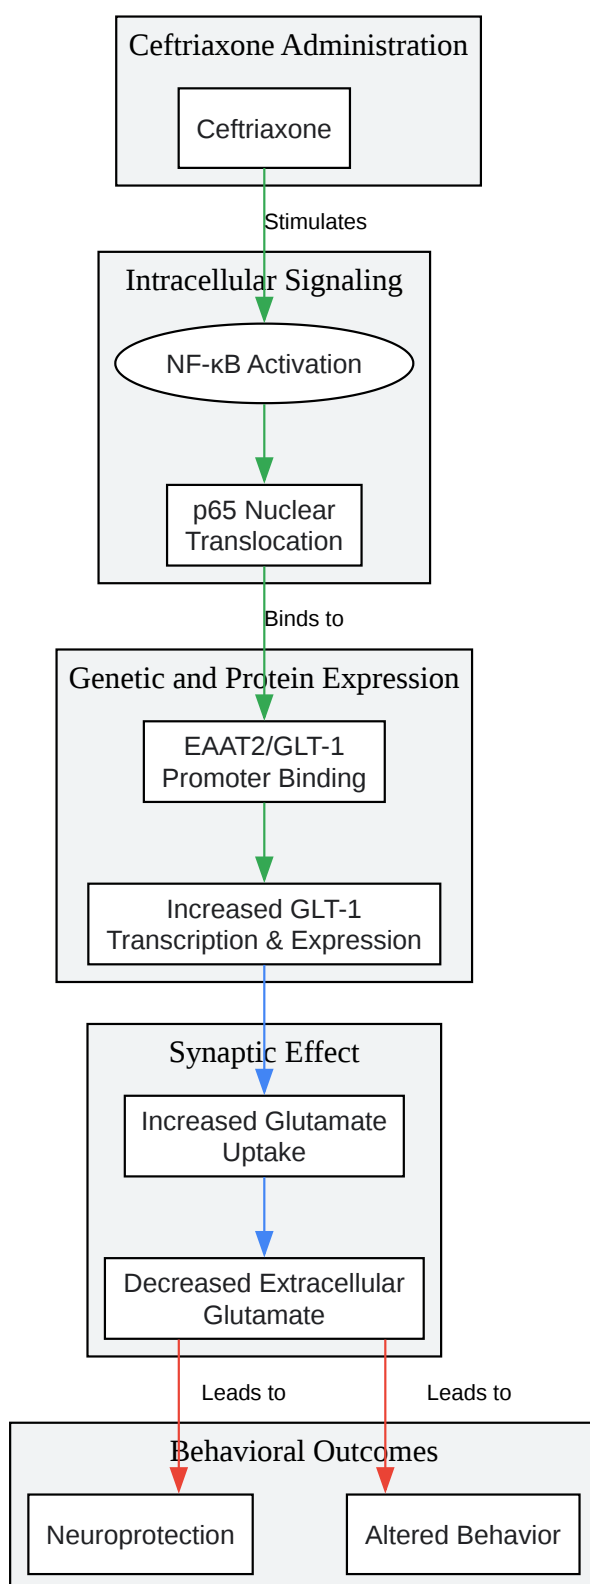 Ceftriaxone Administration
Ceftriaxone
Stimulates
Intracellular Signaling
NF-κB Activation
p65 Nuclear
Translocation
Binds to
Genetic and Protein Expression
EAAT2/GLT-1
Promoter Binding
Increased GLT-1
Transcription & Expression
Synaptic Effect
Increased Glutamate
Uptake
Decreased Extracellular
Glutamate
Leads to
Leads to
Behavioral Outcomes
Neuroprotection
Altered Behavior